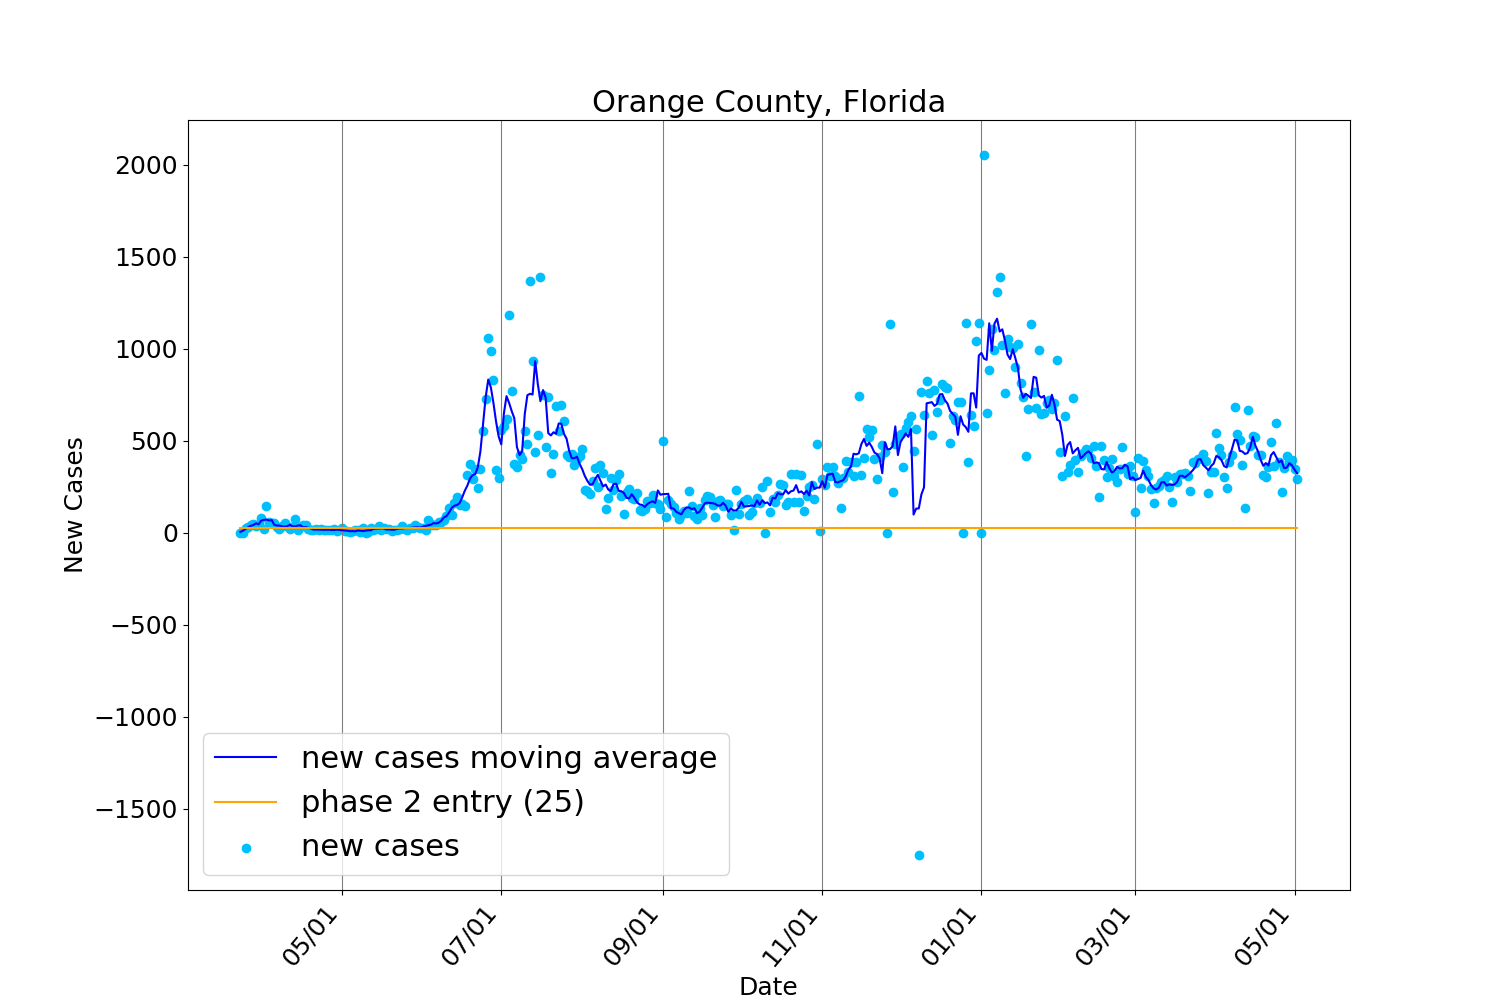 Orange County, Florida
2000
1500
1000
500
0
−500
−1000
−1500
New Cases
new cases moving average
phase 2 entry (25)
new cases
05/01
07/01
09/01
11/01
01/01
03/01
05/01
Date